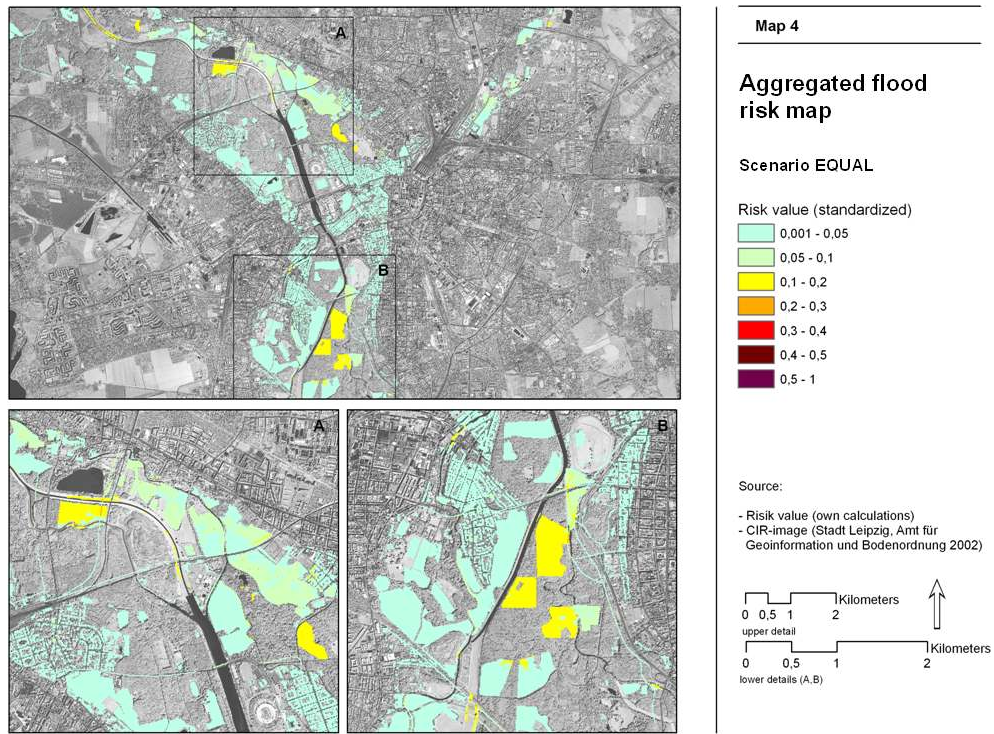 A
B
A
B
Map 4
Aggregated flood
risk map
Scenario EQUAL
Risk value (standardized)
0,001 - 0,05
0,05 - 0,1
0,1 - 0,2
0,2 - 0,3
0,3 - 0,4
0,4 - 0,5
0,5 - 1
Source:
- Risik value (own calculations)
- CIR-image (Stadt Leipzig, Amt für
Geoinformation und Bodenordnung 2002)
Kilometers
0 0,5 1 2
upper detail
Kilometers
0 0,5 1 2
lower details (A,B)